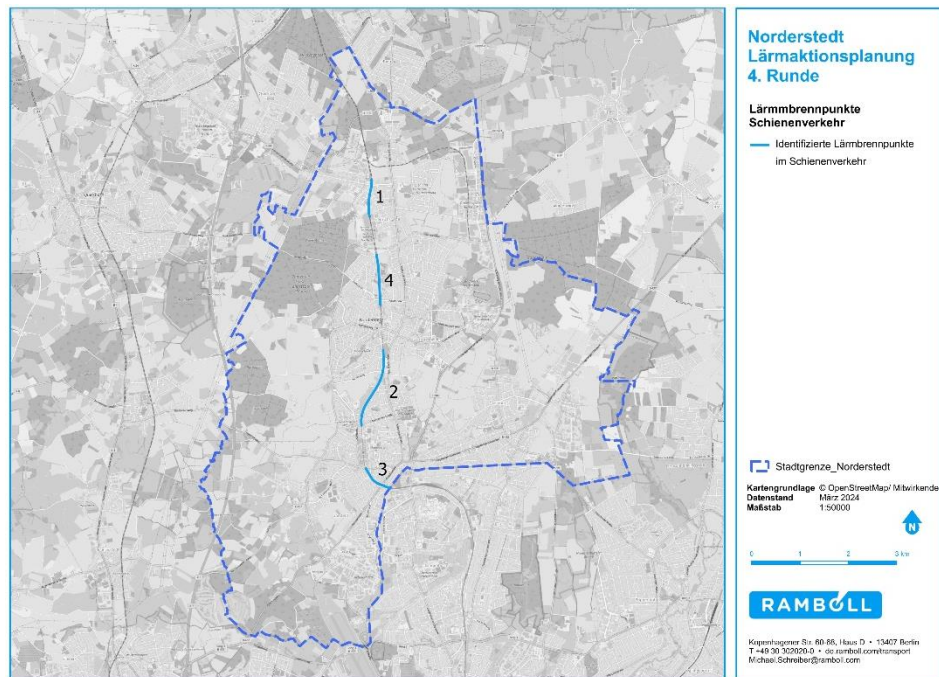 Norderstedt
Lärmaktionsplanung
4. Runde
Lärmmbrennpunkte
Schienenverkehr
Identifizierte Lärmbrennpunkte
im Schienenverkehr
1
4
2
3
Stadtgrenze_Norderstedt
Kartengrundlage © OpenStreetMap/ Mitwirkende
Datenstand März 2024
Maßstab 1:50000
N
0 1 2 3 km
RAMBOLL
Kopenhagener Str. 60-68, Haus D • 13407 Berlin
T +49 30 302020-0 • de.ramboll.com/transport
Michael.Schreiber@ramboll.com